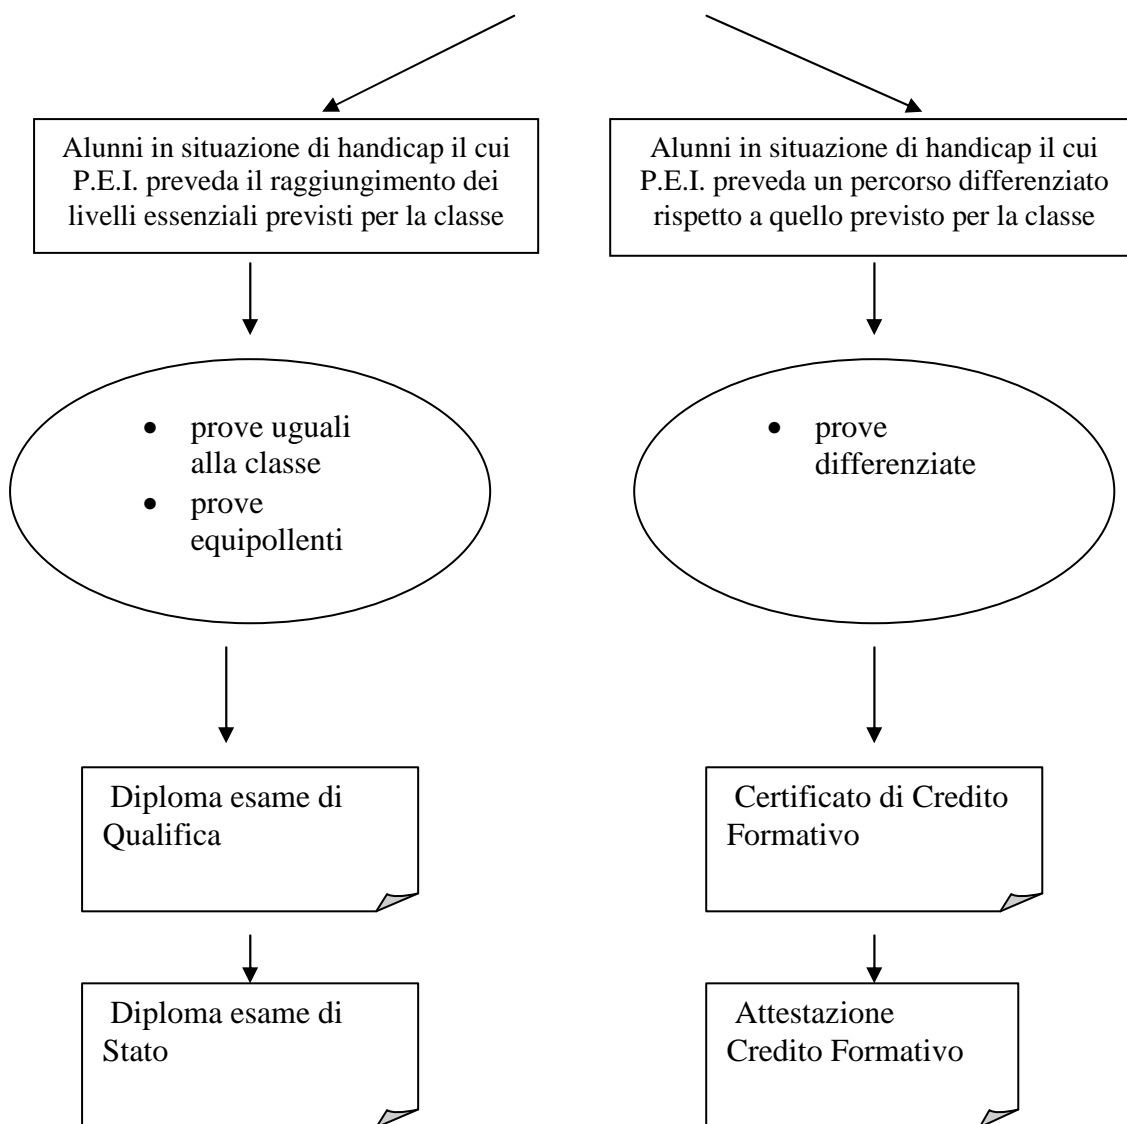 Alunni in situazione di handicap il cui
P.E.I. preveda il raggiungimento dei
livelli essenziali previsti per la classe
Alunni in situazione di handicap il cui
P.E.I. preveda un percorso differenziato
rispetto a quello previsto per la classe
• prove uguali
alla classe
• prove
equipollenti
• prove
differenziate
Diploma esame di
Qualifica
Certificato di Credito
Formativo
Diploma esame di
Stato
Attestazione
Credito Formativo